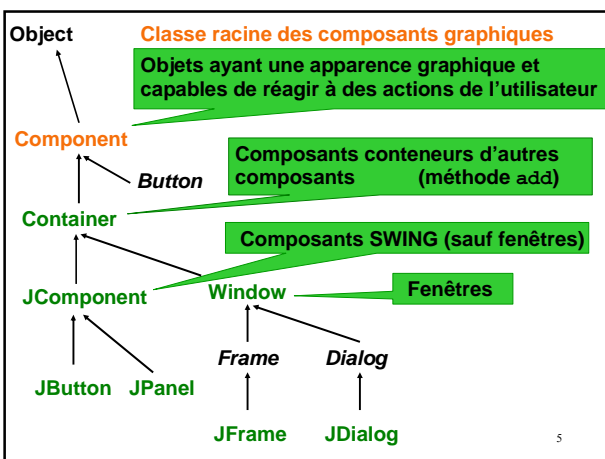 Object
Classe racine des composants graphiques
Objets ayant une apparence graphique et
capables de réagir à des actions de l'utilisateur
Component
Button
Composants conteneurs d'autres
composants (méthode add)
Container
Composants SWING (sauf fenêtres)
JComponent
Window
Fenêtres
Frame
Dialog
JButton
JPanel
JFrame
JDialog
5